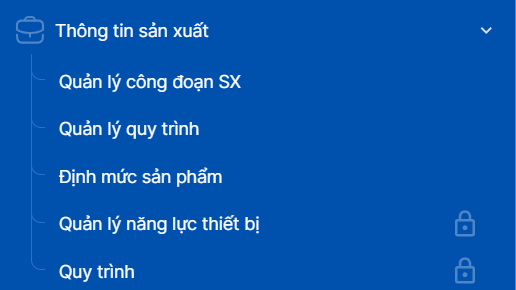 Thông tin sản xuất
Quản lý công đoạn SX
Quản lý quy trình
Định mức sản phẩm
Quản lý năng lực thiết bị
Quy trình